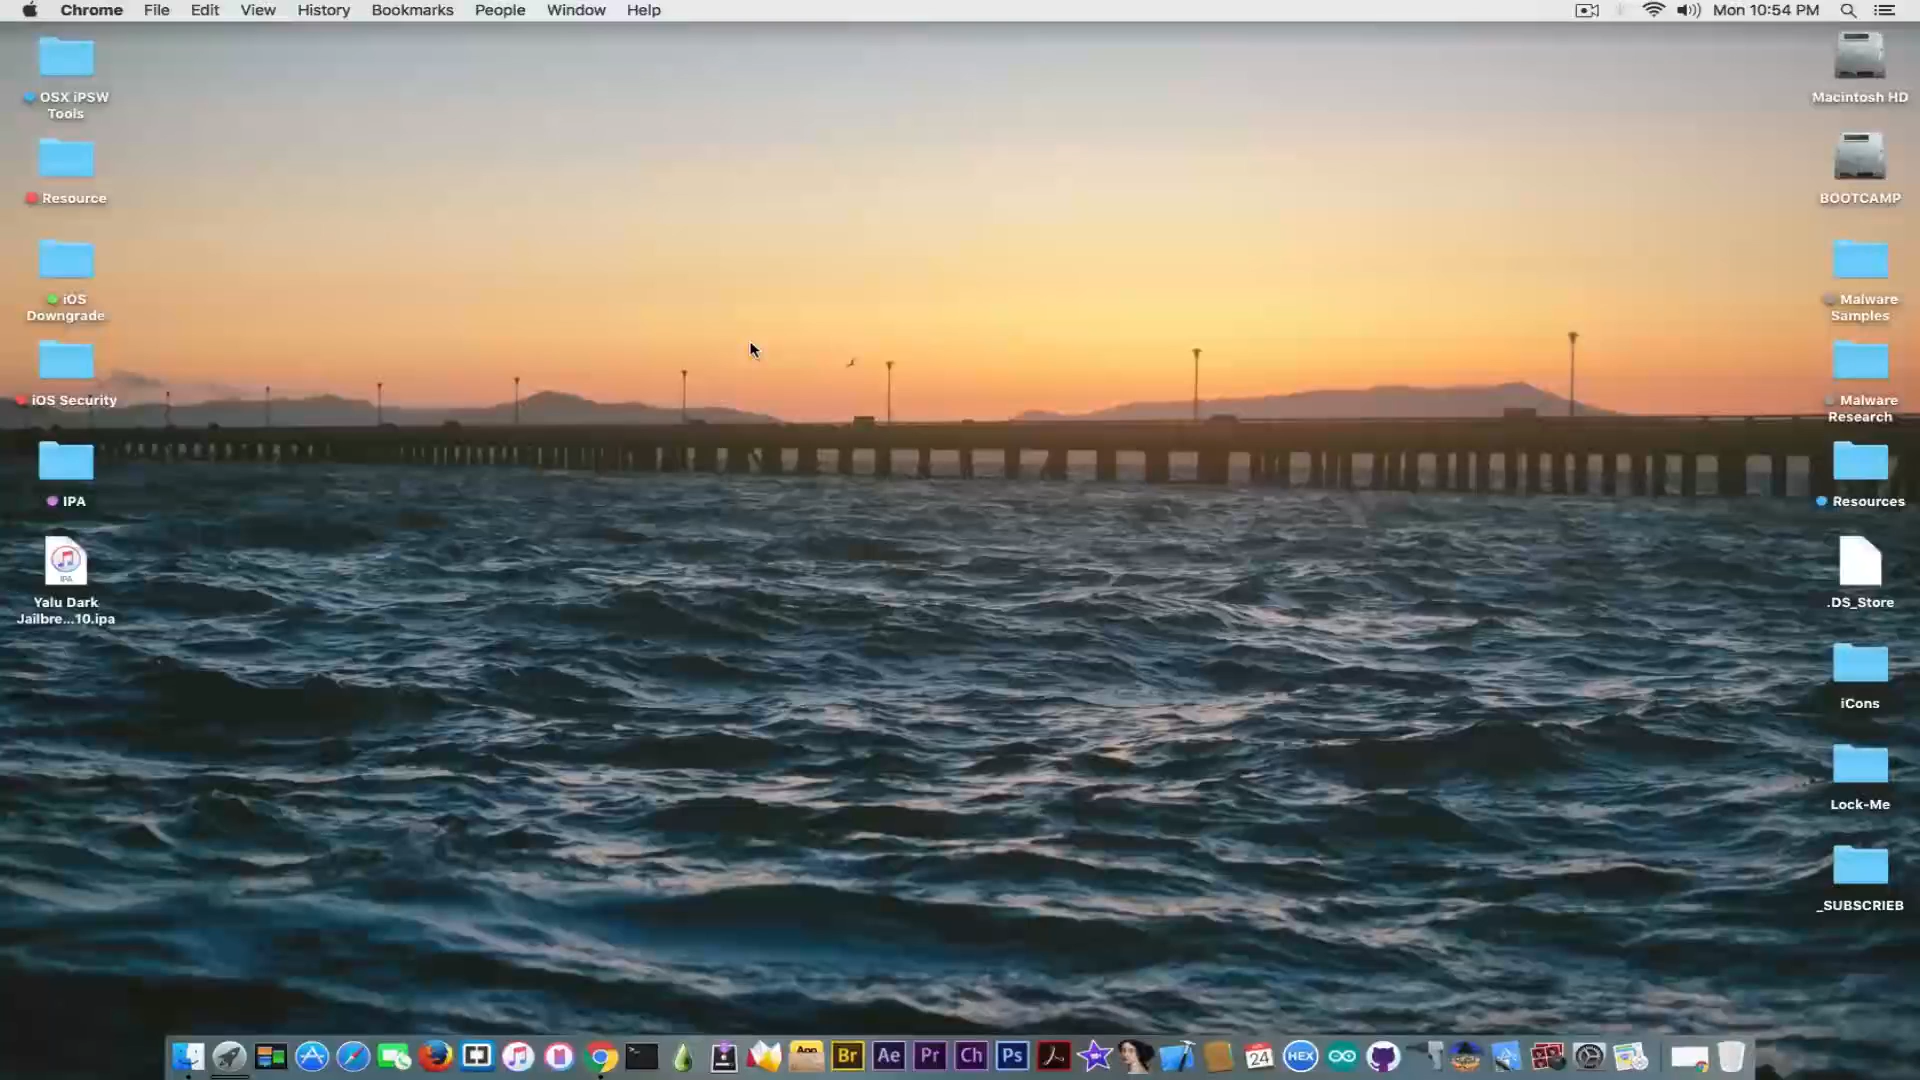 Chrome File Edit View History Bookmarks People Window Help Mon 10:54 PM
OSX iPSW
Tools
Resource
iOS
Downgrade
iOS Security
IPA
IPA
Yalu Dark
Jailbre...10.ipa
Macintosh HD
BOOTCAMP
Malware
Samples
Malware
Research
Resources
.DS_Store
iCons
Lock-Me
_SUBSCRIEB
App Br Ae Pr Ch Ps 24 HEX